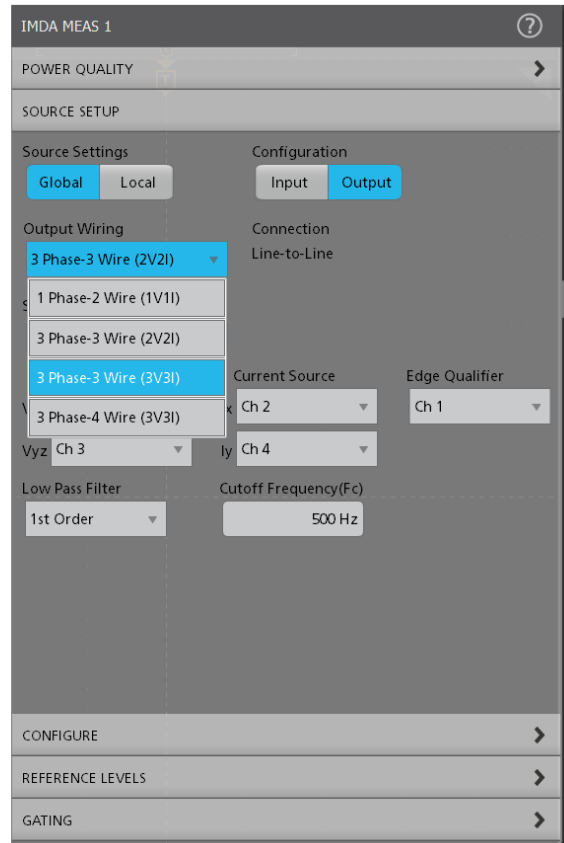 IMDA MEAS 1 ?
POWER QUALITY
SOURCE SETUP
Source Settings Configuration
Global Local Input Output
Output Wiring Connection
3 Phase-3 Wire (2V2I) Line-to-Line
1 Phase-2 Wire (1V1I)
3 Phase-3 Wire (2V2I)
3 Phase-3 Wire (3V3I) Current Source Edge Qualifier
3 Phase-4 Wire (3V3I) Ch 2 Ch 1
Vyz Ch 3 Iy Ch 4
Low Pass Filter Cutoff Frequency(Fc)
1st Order 500 Hz
CONFIGURE
REFERENCE LEVELS
GATING